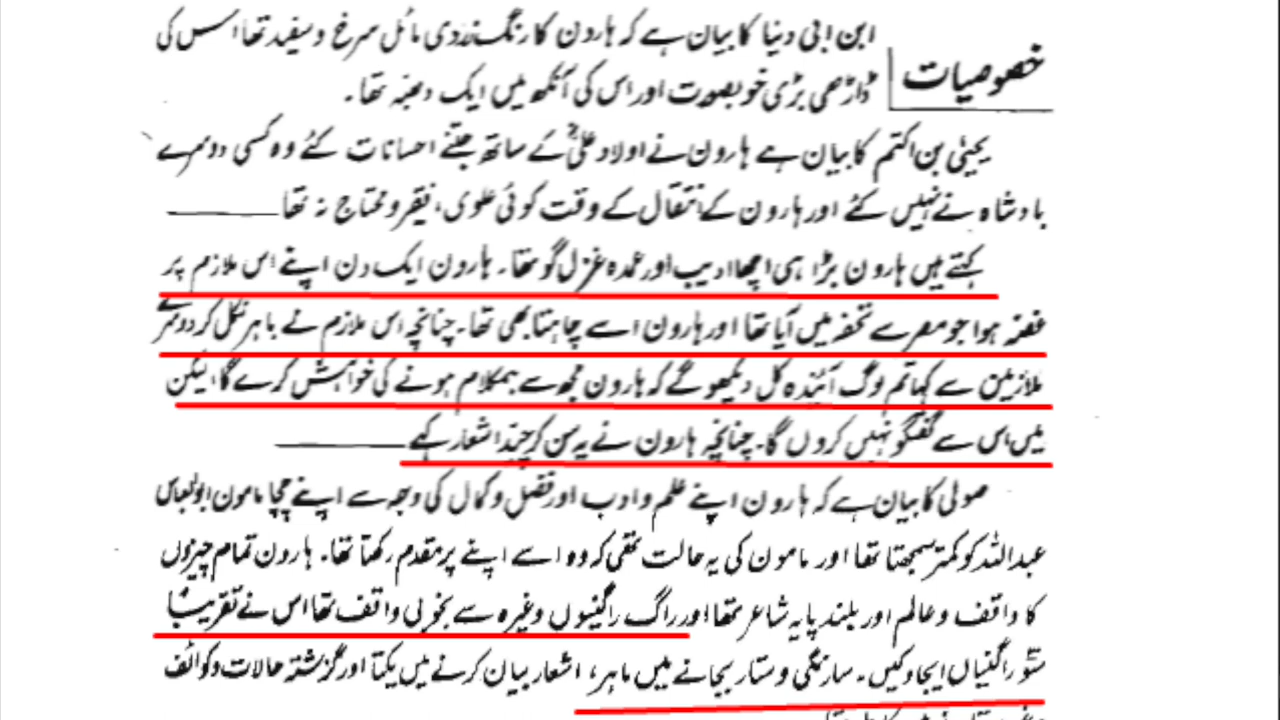 خصوصیات
ابن ابی دنیا کا بیان ہے کہ ہارون کا رنگ زردی مائل سرخ و سفید تھا اس کی
ڈاڑھی بڑی خوبصورت اور اس کی آنکھ میں ایک دھبہ تھا۔
یحییٰ بن اکثم کا بیان ہے ہارون نے اولاد علیؓ کے ساتھ جتنے احسانات کئے وہ کسی دوسرے
بادشاہ نے نہیں کئے اور ہارون کے انتقال کے وقت کوئی علوی، فقیر و محتاج نہ تھا
کہتے ہیں ہارون بڑا ہی اچھا ادیب اور عمدہ غزل گو تھا۔ ہارون ایک دن اپنے اس ملازم پر
غصہ ہوا جو مصر سے تحفہ میں آیا تھا اور ہارون اسے چاہتا بھی تھا۔ چنانچہ اس ملازم نے باہر نکل کر دوسرے
ملازمین سے کہا تم لوگ آئندہ کل دیکھو گے کہ ہارون مجھ سے ہمکلام ہونے کی خواہش کرے گا، لیکن
میں اس سے گفتگو نہیں کروں گا۔ چنانچہ ہارون نے یہ سن کر چند اشعار کہے
صولی کا بیان ہے کہ ہارون اپنے علم و ادب اور فضل و کمال کی وجہ سے اپنے چچا مامون ابوالعباس
عبداللہ کو کمتر سمجھتا تھا اور مامون کی یہ حالت تھی کہ وہ اسے اپنے پر مقدم رکھتا تھا۔ ہارون تمام چیزوں
کا واقف و عالم اور بلند پایہ شاعر تھا اور راگ راگنیوں وغیرہ سے بخوبی واقف تھا اس نے تقریباً
سو راگنیاں ایجاد کیں۔ سارنگی و ستار بجانے میں ماہر، اشعار بیان کرنے میں یکتا اور گزشتہ حالات و کوائف